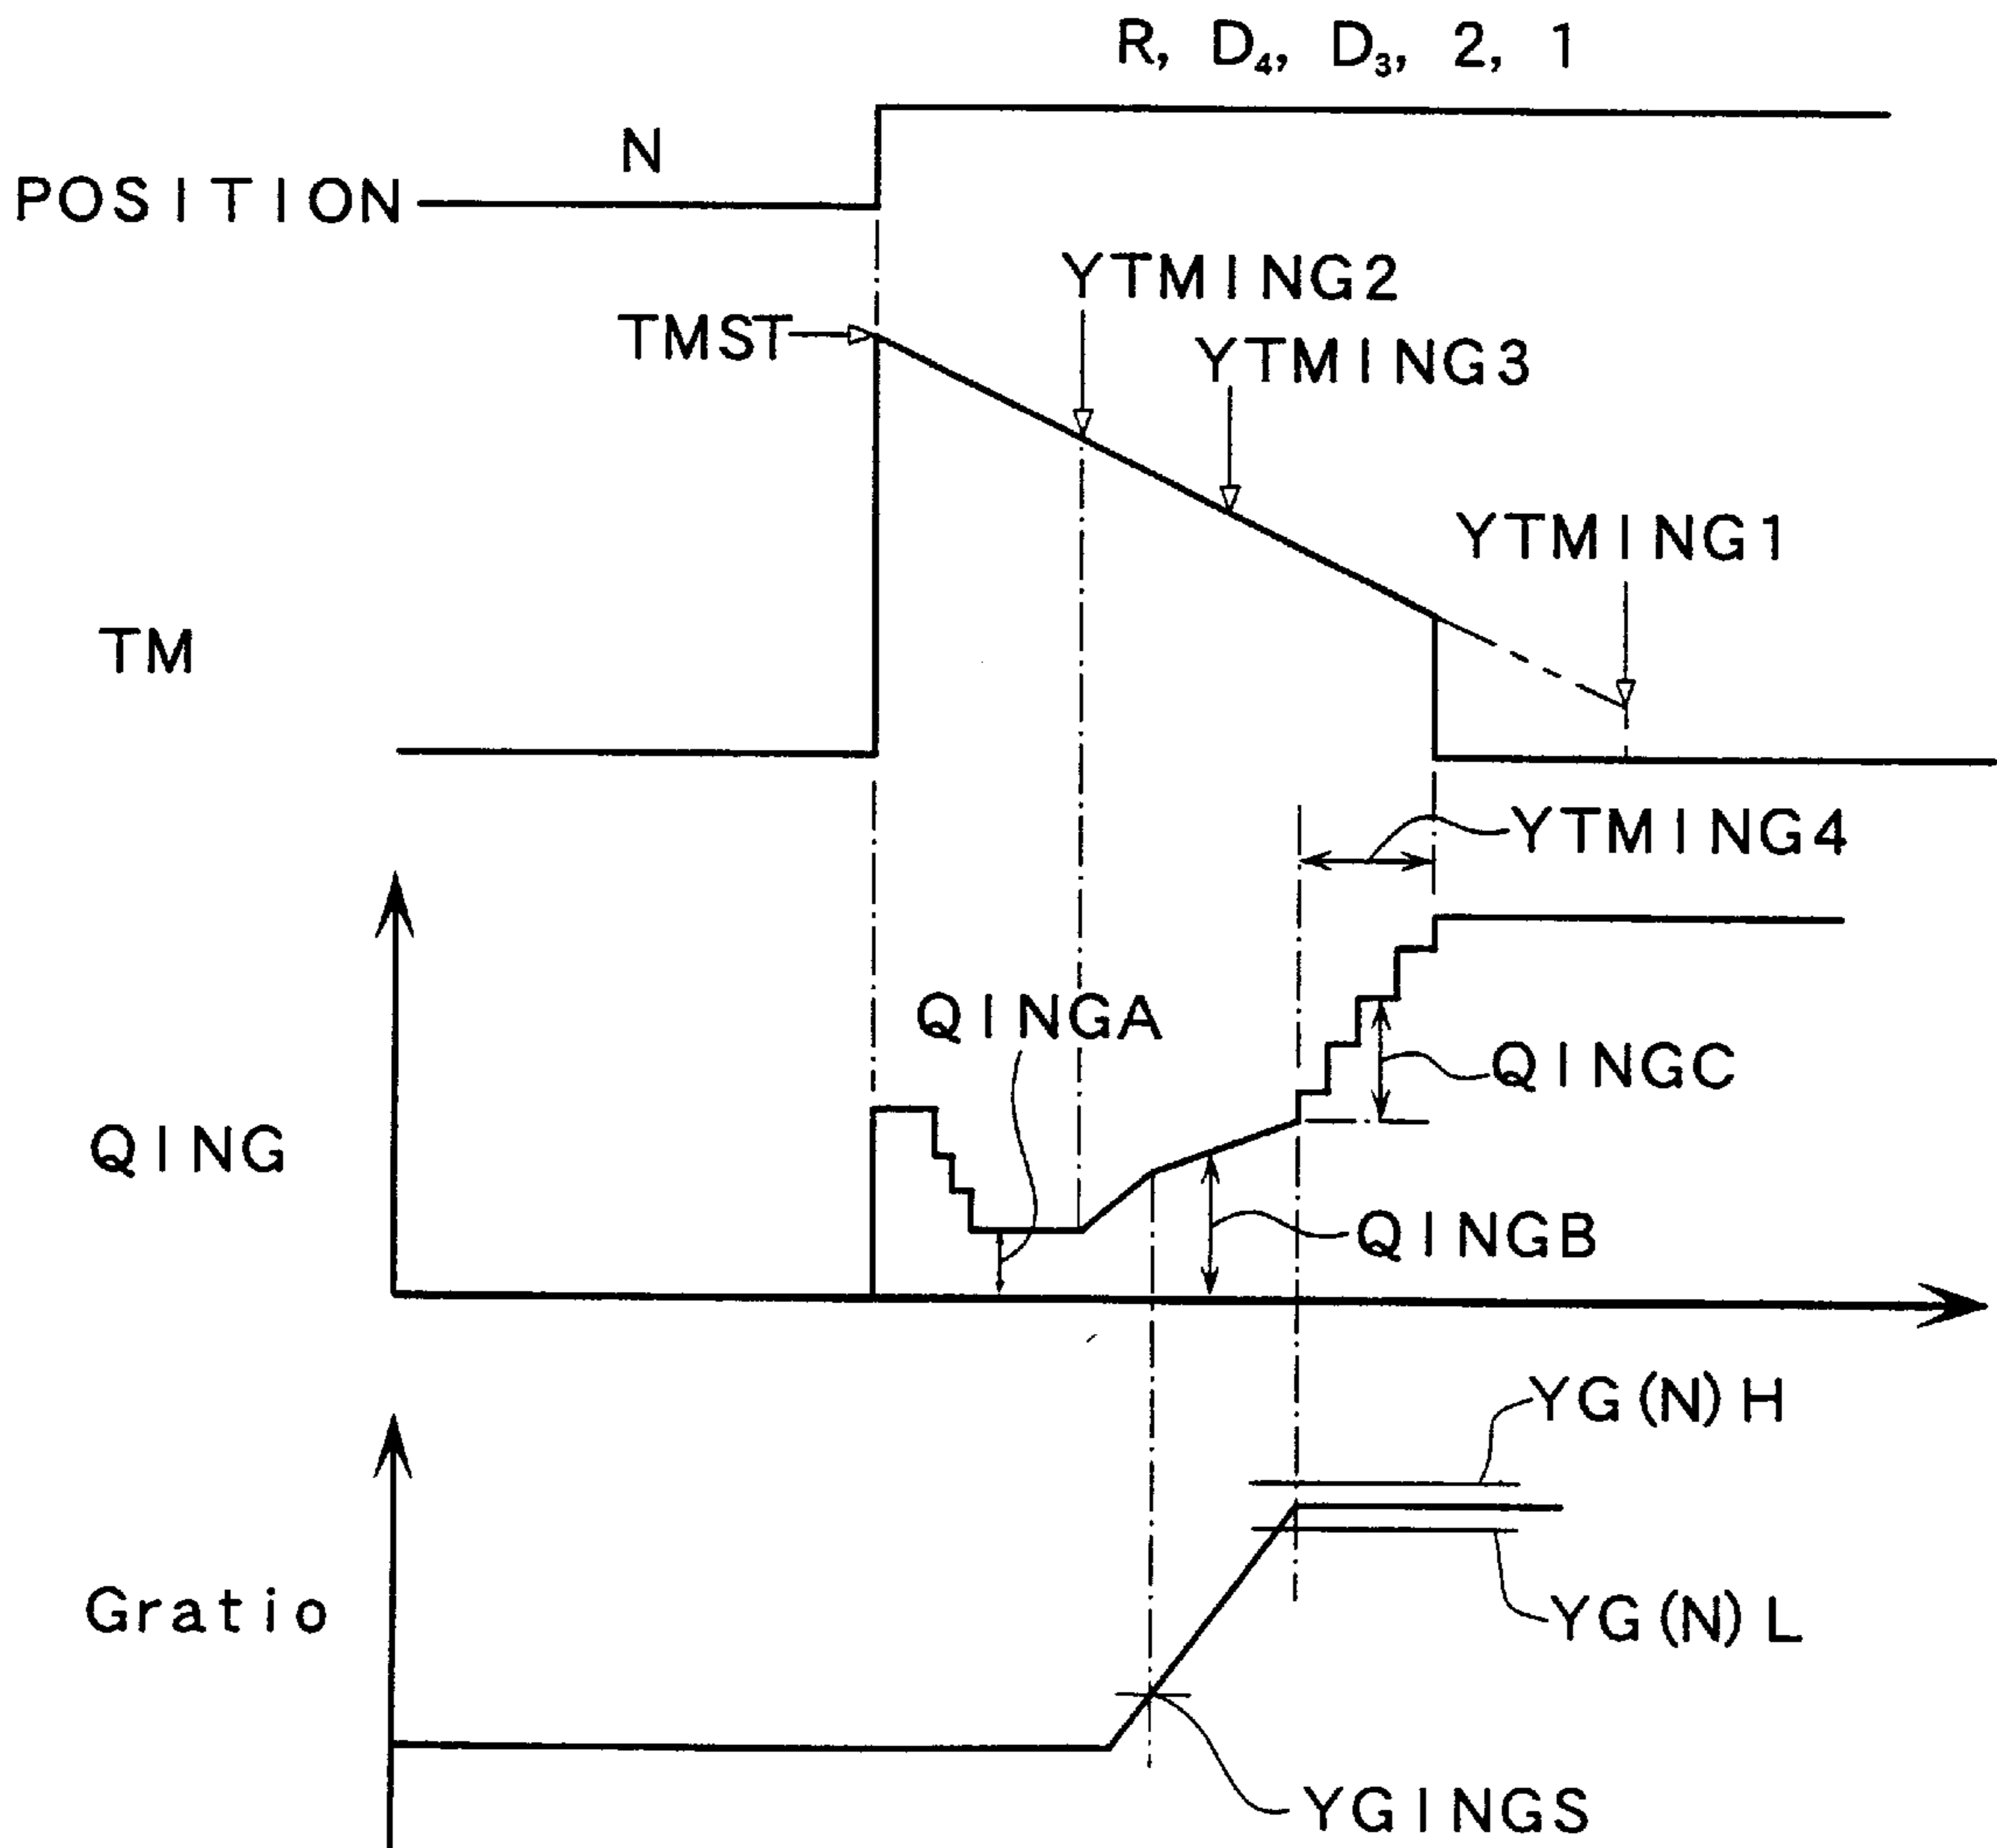 R, D₄, D₃, 2, 1
N
POSITION
YTMING2
TMST
YTMING3
YTMING1
TM
YTMING4
QINGA
QINGC
QING
QINGB
YG(N)H
Gratio
YG(N)L
YGINGS